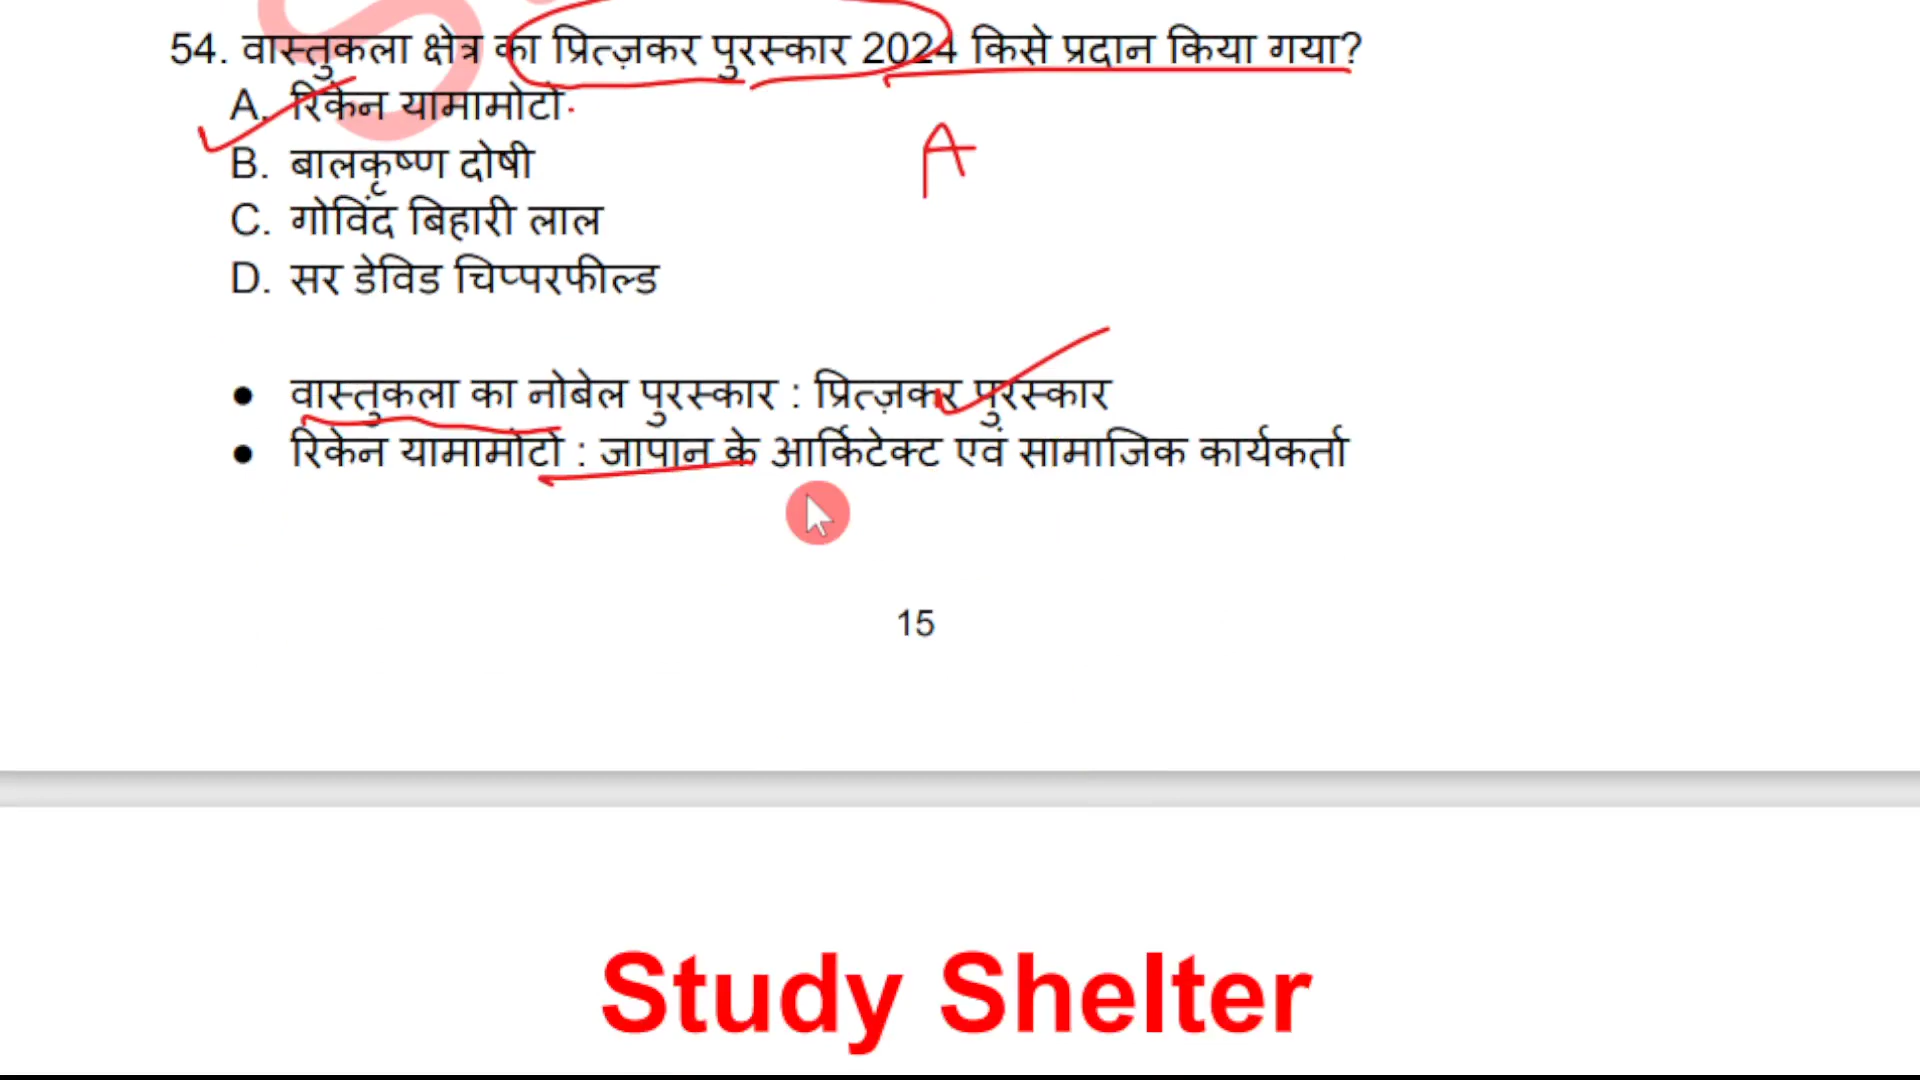 54. वास्तुकला क्षेत्र का प्रित्ज़कर पुरस्कार 2024 किसे प्रदान किया गया?
A. रिकेन यामामोटो
B. बालकृष्ण दोषी
A
C. गोविंद बिहारी लाल
D. सर डेविड चिप्परफील्ड
● वास्तुकला का नोबेल पुरस्कार : प्रित्ज़कर पुरस्कार
● रिकेन यामामोटो : जापान के आर्किटेक्ट एवं सामाजिक कार्यकर्ता
15
Study Shelter